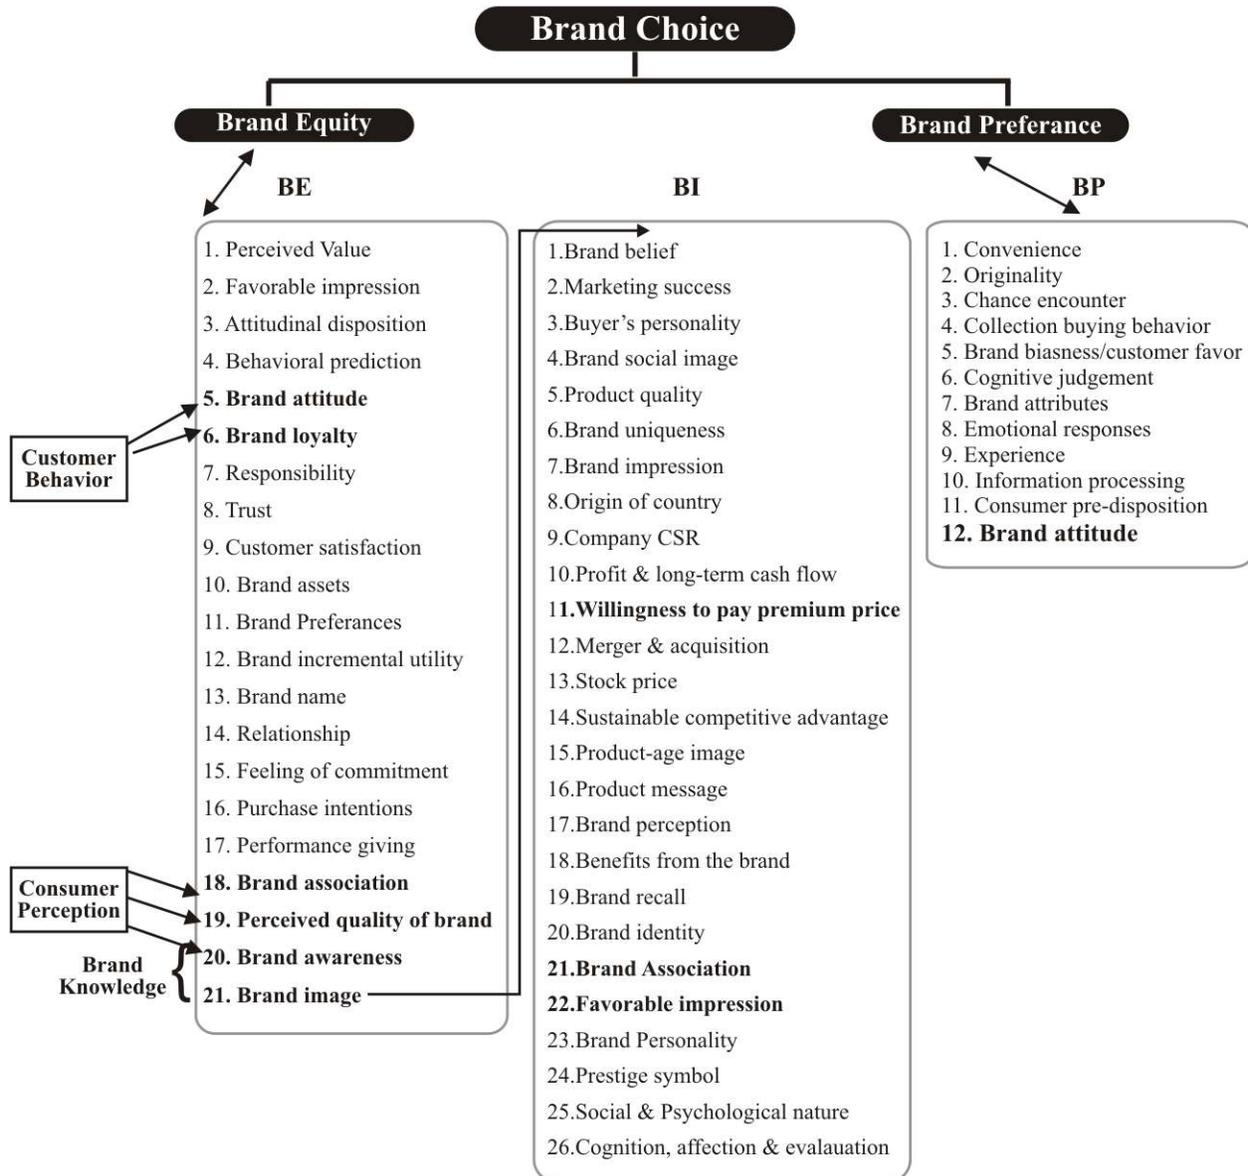 Brand Choice
Brand Equity
Brand Preferance
BE
BI
BP
1. Perceived Value
2. Favorable impression
3. Attitudinal disposition
4. Behavioral prediction
5. Brand attitude
6. Brand loyalty
7. Responsibility
8. Trust
9. Customer satisfaction
10. Brand assets
11. Brand Preferances
12. Brand incremental utility
13. Brand name
14. Relationship
15. Feeling of commitment
16. Purchase intentions
17. Performance giving
18. Brand association
19. Perceived quality of brand
20. Brand awareness
21. Brand image
Customer
Behavior
Consumer
Perception
Brand
Knowledge
1.Brand belief
2.Marketing success
3.Buyer’s personality
4.Brand social image
5.Product quality
6.Brand uniqueness
7.Brand impression
8.Origin of country
9.Company CSR
10.Profit & long-term cash flow
11.Willingness to pay premium price
12.Merger & acquisition
13.Stock price
14.Sustainable competitive advantage
15.Product-age image
16.Product message
17.Brand perception
18.Benefits from the brand
19.Brand recall
20.Brand identity
21.Brand Association
22.Favorable impression
23.Brand Personality
24.Prestige symbol
25.Social & Psychological nature
26.Cognition, affection & evalauation
1. Convenience
2. Originality
3. Chance encounter
4. Collection buying behavior
5. Brand biasness/customer favor
6. Cognitive judgement
7. Brand attributes
8. Emotional responses
9. Experience
10. Information processing
11. Consumer pre-disposition
12. Brand attitude